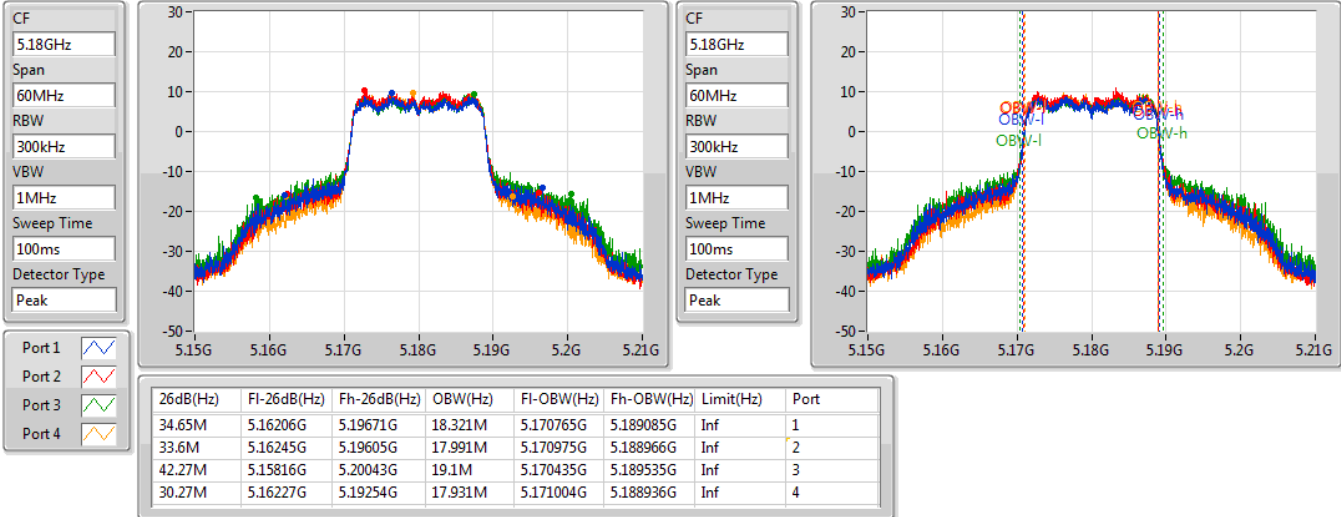 CF
5.18GHz
Span
60MHz
RBW
300kHz
VBW
1MHz
Sweep Time
100ms
Detector Type
Peak
Port 1
Port 2
Port 3
Port 4
30
20
10
0
-10
-20
-30
-40
-50
5.15G 5.16G 5.17G 5.18G 5.19G 5.2G 5.21G
CF
5.18GHz
Span
60MHz
RBW
300kHz
VBW
1MHz
Sweep Time
100ms
Detector Type
Peak
30
20
10
0
-10
-20
-30
-40
-50
OBW-l
OBW-l
OBW-h
OBW-h
OBW-h
5.15G 5.16G 5.17G 5.18G 5.19G 5.2G 5.21G
26dB(Hz) Fl-26dB(Hz) Fh-26dB(Hz) OBW(Hz) Fl-OBW(Hz) Fh-OBW(Hz) Limit(Hz) Port
34.65M 5.16206G 5.19671G 18.321M 5.170765G 5.189085G Inf 1
33.6M 5.16245G 5.19605G 17.991M 5.170975G 5.188966G Inf 2
42.27M 5.15816G 5.20043G 19.1M 5.170435G 5.189535G Inf 3
30.27M 5.16227G 5.19254G 17.931M 5.171004G 5.188936G Inf 4